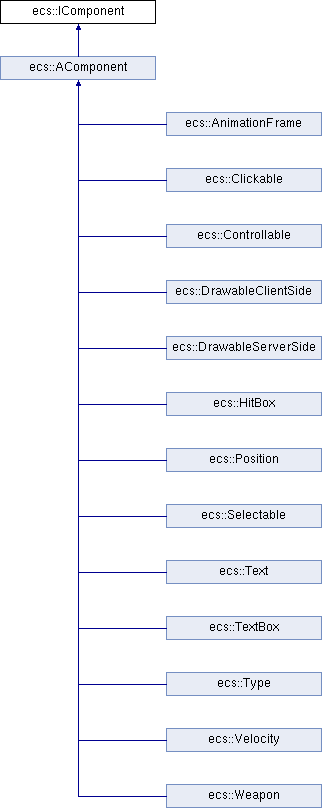 ecs::IComponent
ecs::AComponent
ecs::AnimationFrame
ecs::Clickable
ecs::Controllable
ecs::DrawableClientSide
ecs::DrawableServerSide
ecs::HitBox
ecs::Position
ecs::Selectable
ecs::Text
ecs::TextBox
ecs::Type
ecs::Velocity
ecs::Weapon